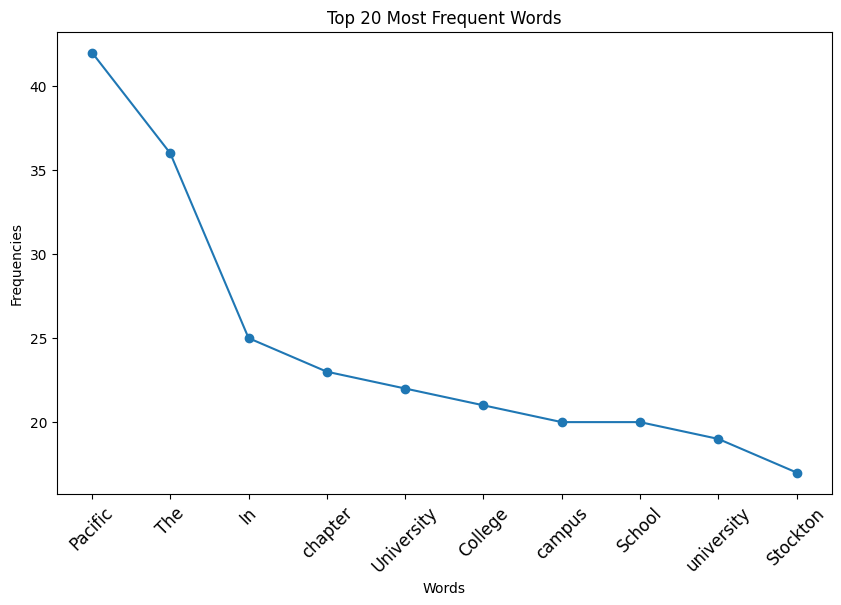 Top 20 Most Frequent Words
Frequencies
40
35
30
25
20
Pacific
The
In
chapter
University
College
campus
School
university
Stockton
Words